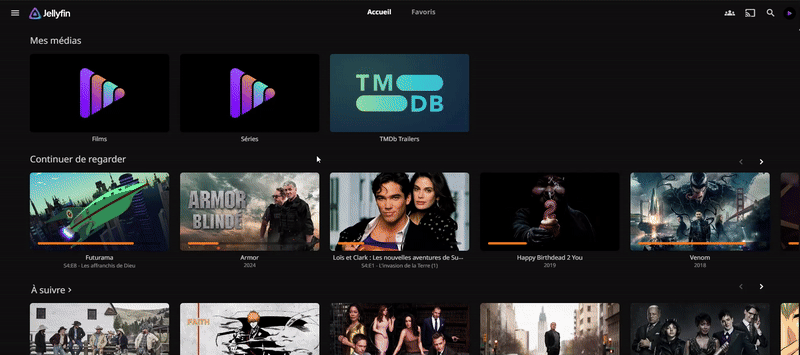 Jellyfin
Accueil
Favoris
Mes médias
TM
DB
Films
Séries
TMDb Trailers
Continuer de regarder
ARMOR
BLINDÉ
Futurama
S4:E8 - Les affranchis de Dieu
Armor
2024
Loïs et Clark : Les nouvelles aventures de Su…
S4:E1 - L'invasion de la Terre (1)
Happy Birthdead 2 You
2019
Venom
2018
À suivre >
FAITH